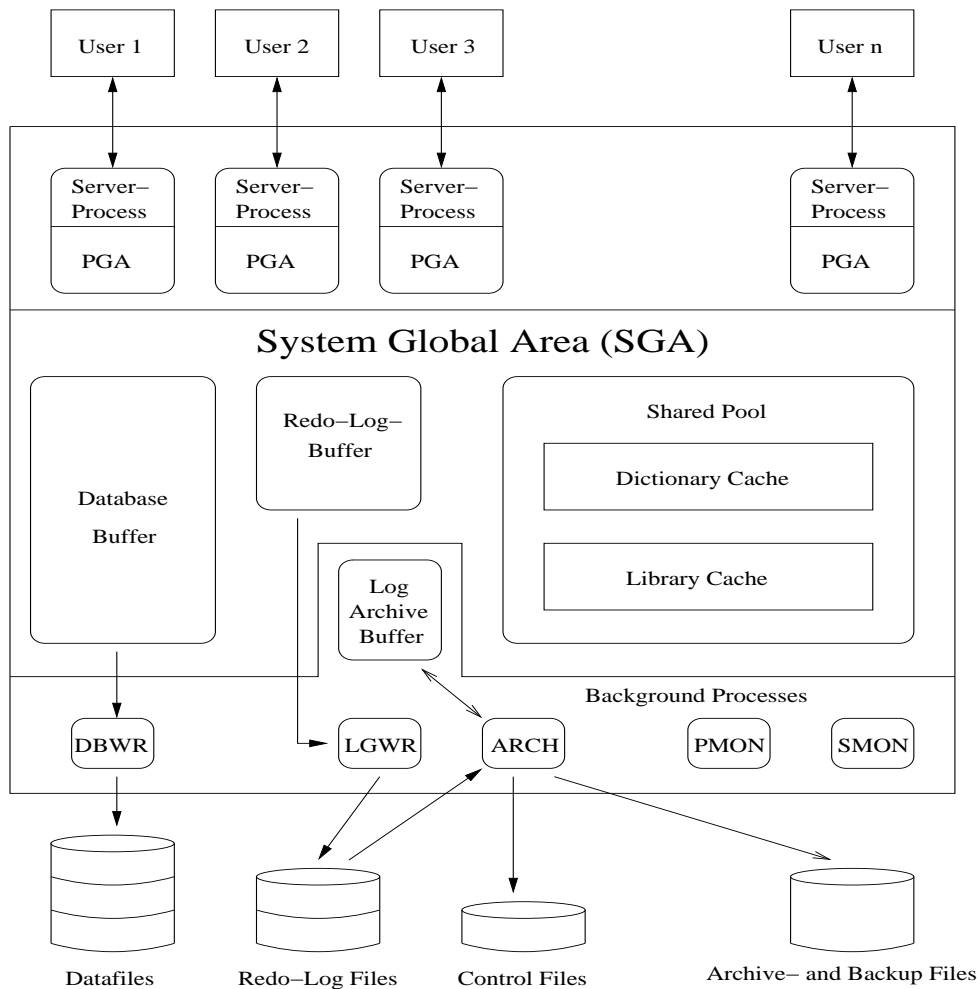 User 1
User 2
User 3
User n
Server–
Process
PGA
Server–
Process
PGA
Server–
Process
PGA
Server–
Process
PGA
System Global Area (SGA)
Database
Buffer
Redo–Log–
Buffer
Shared Pool
Dictionary Cache
Library Cache
Log
Archive
Buffer
Background Processes
DBWR
LGWR
ARCH
PMON
SMON
Datafiles
Redo–Log Files
Control Files
Archive– and Backup Files